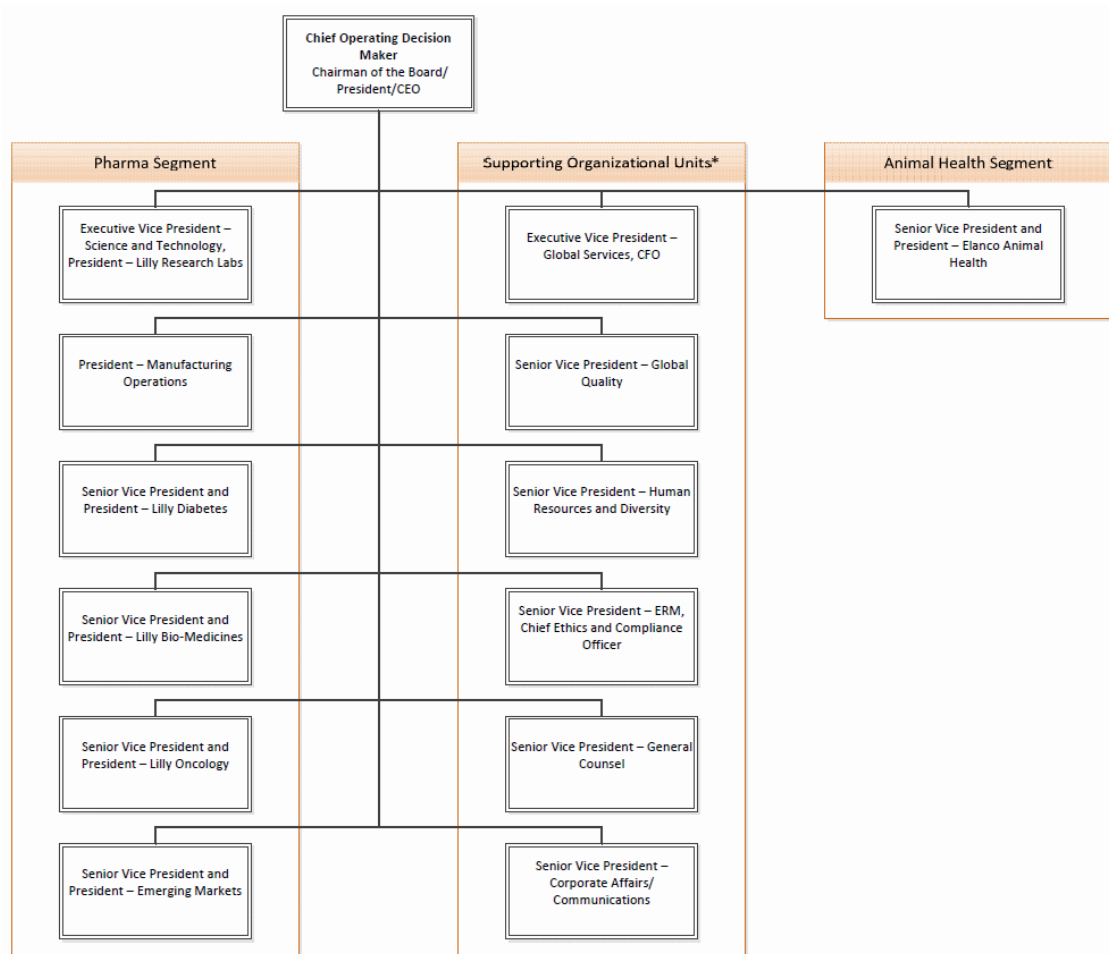 Chief Operating Decision
Maker
Chairman of the Board/
President/CEO
Pharma Segment
Supporting Organizational Units*
Animal Health Segment
Executive Vice President –
Science and Technology,
President – Lilly Research Labs
Executive Vice President –
Global Services, CFO
Senior Vice President and
President – Elanco Animal
Health
President – Manufacturing
Operations
Senior Vice President – Global
Quality
Senior Vice President and
President – Lilly Diabetes
Senior Vice President – Human
Resources and Diversity
Senior Vice President and
President – Lilly Bio-Medicines
Senior Vice President – ERM,
Chief Ethics and Compliance
Officer
Senior Vice President and
President – Lilly Oncology
Senior Vice President – General
Counsel
Senior Vice President and
President – Emerging Markets
Senior Vice President –
Corporate Affairs/
Communications